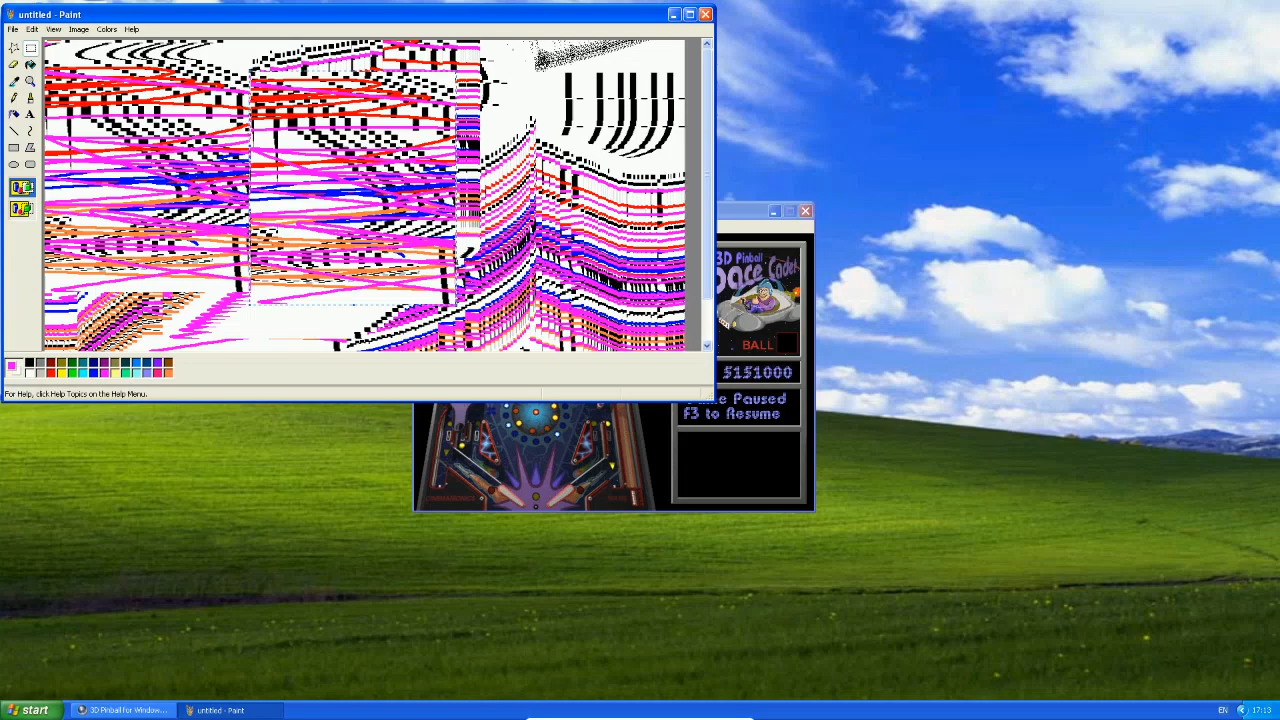 untitled - Paint
File Edit View Image Colors Help
3D Pinball
Space Cadet
BALL
5151000
Game Paused
F3 to Resume
For Help, click Help Topics on the Help Menu.
start
3D Pinball for Window...
untitled - Paint
EN
17:13